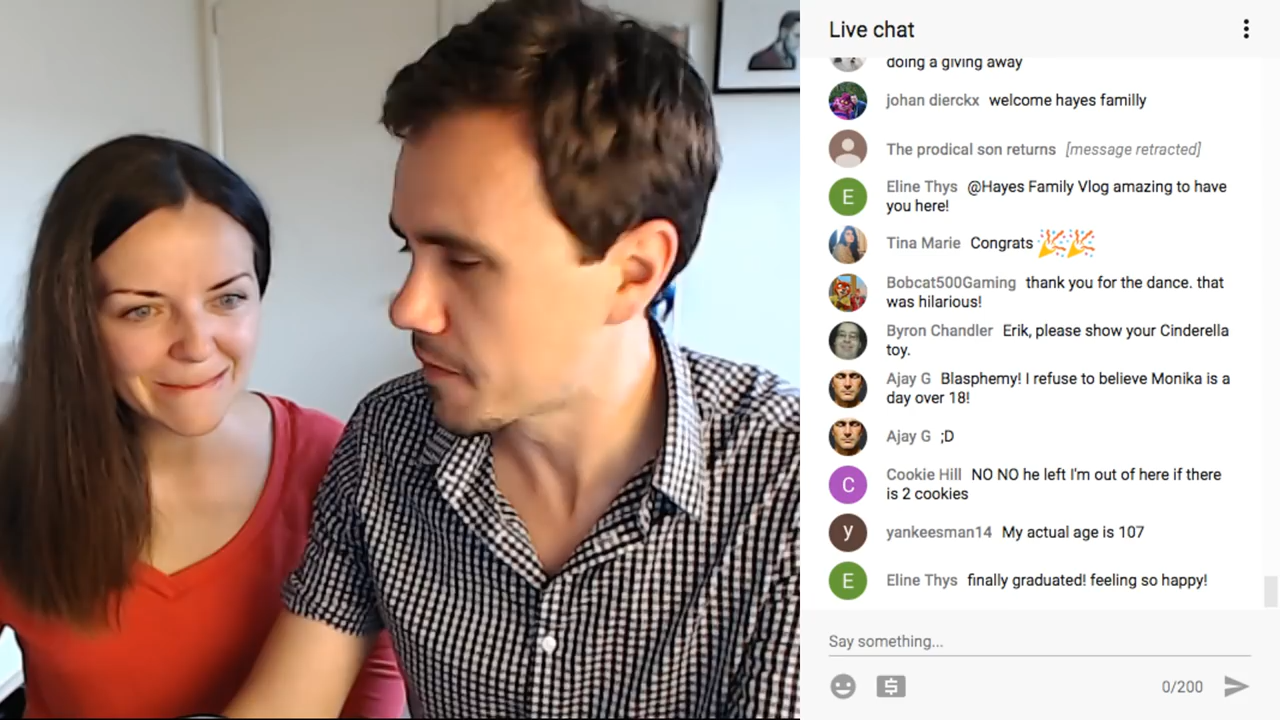 Live chat
doing a giving away
johan dierckx welcome hayes familly
The prodical son returns [message retracted]
E Eline Thys @Hayes Family Vlog amazing to have
you here!
Tina Marie Congrats 🎉🎉
Bobcat500Gaming thank you for the dance. that
was hilarious!
Byron Chandler Erik, please show your Cinderella
toy.
Ajay G Blasphemy! I refuse to believe Monika is a
day over 18!
Ajay G ;D
C Cookie Hill NO NO he left I'm out of here if there
is 2 cookies
y yankeesman14 My actual age is 107
E Eline Thys finally graduated! feeling so happy!
Say something...
$ 0/200